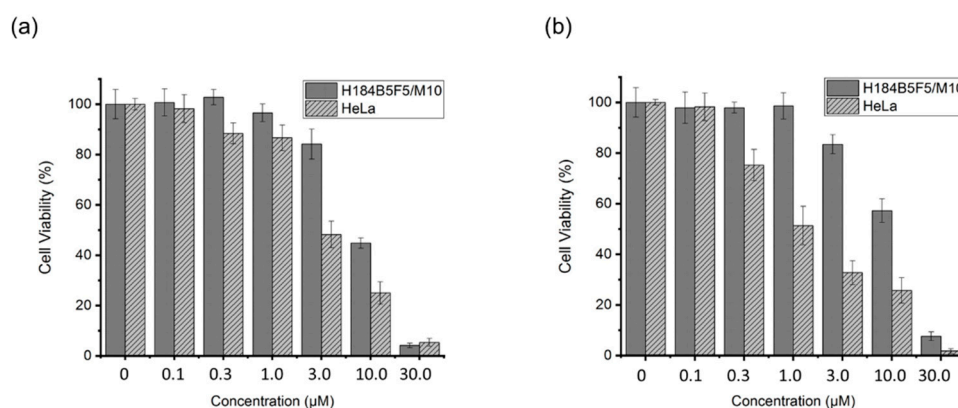 (a)
H184B5F5/M10
HeLa
Cell Viability (%)
100
80
60
40
20
0
0 0.1 0.3 1.0 3.0 10.0 30.0
Concentration (μM)
(b)
H184B5F5/M10
HeLa
Cell Viability (%)
100
80
60
40
20
0
0 0.1 0.3 1.0 3.0 10.0 30.0
Concentration (μM)